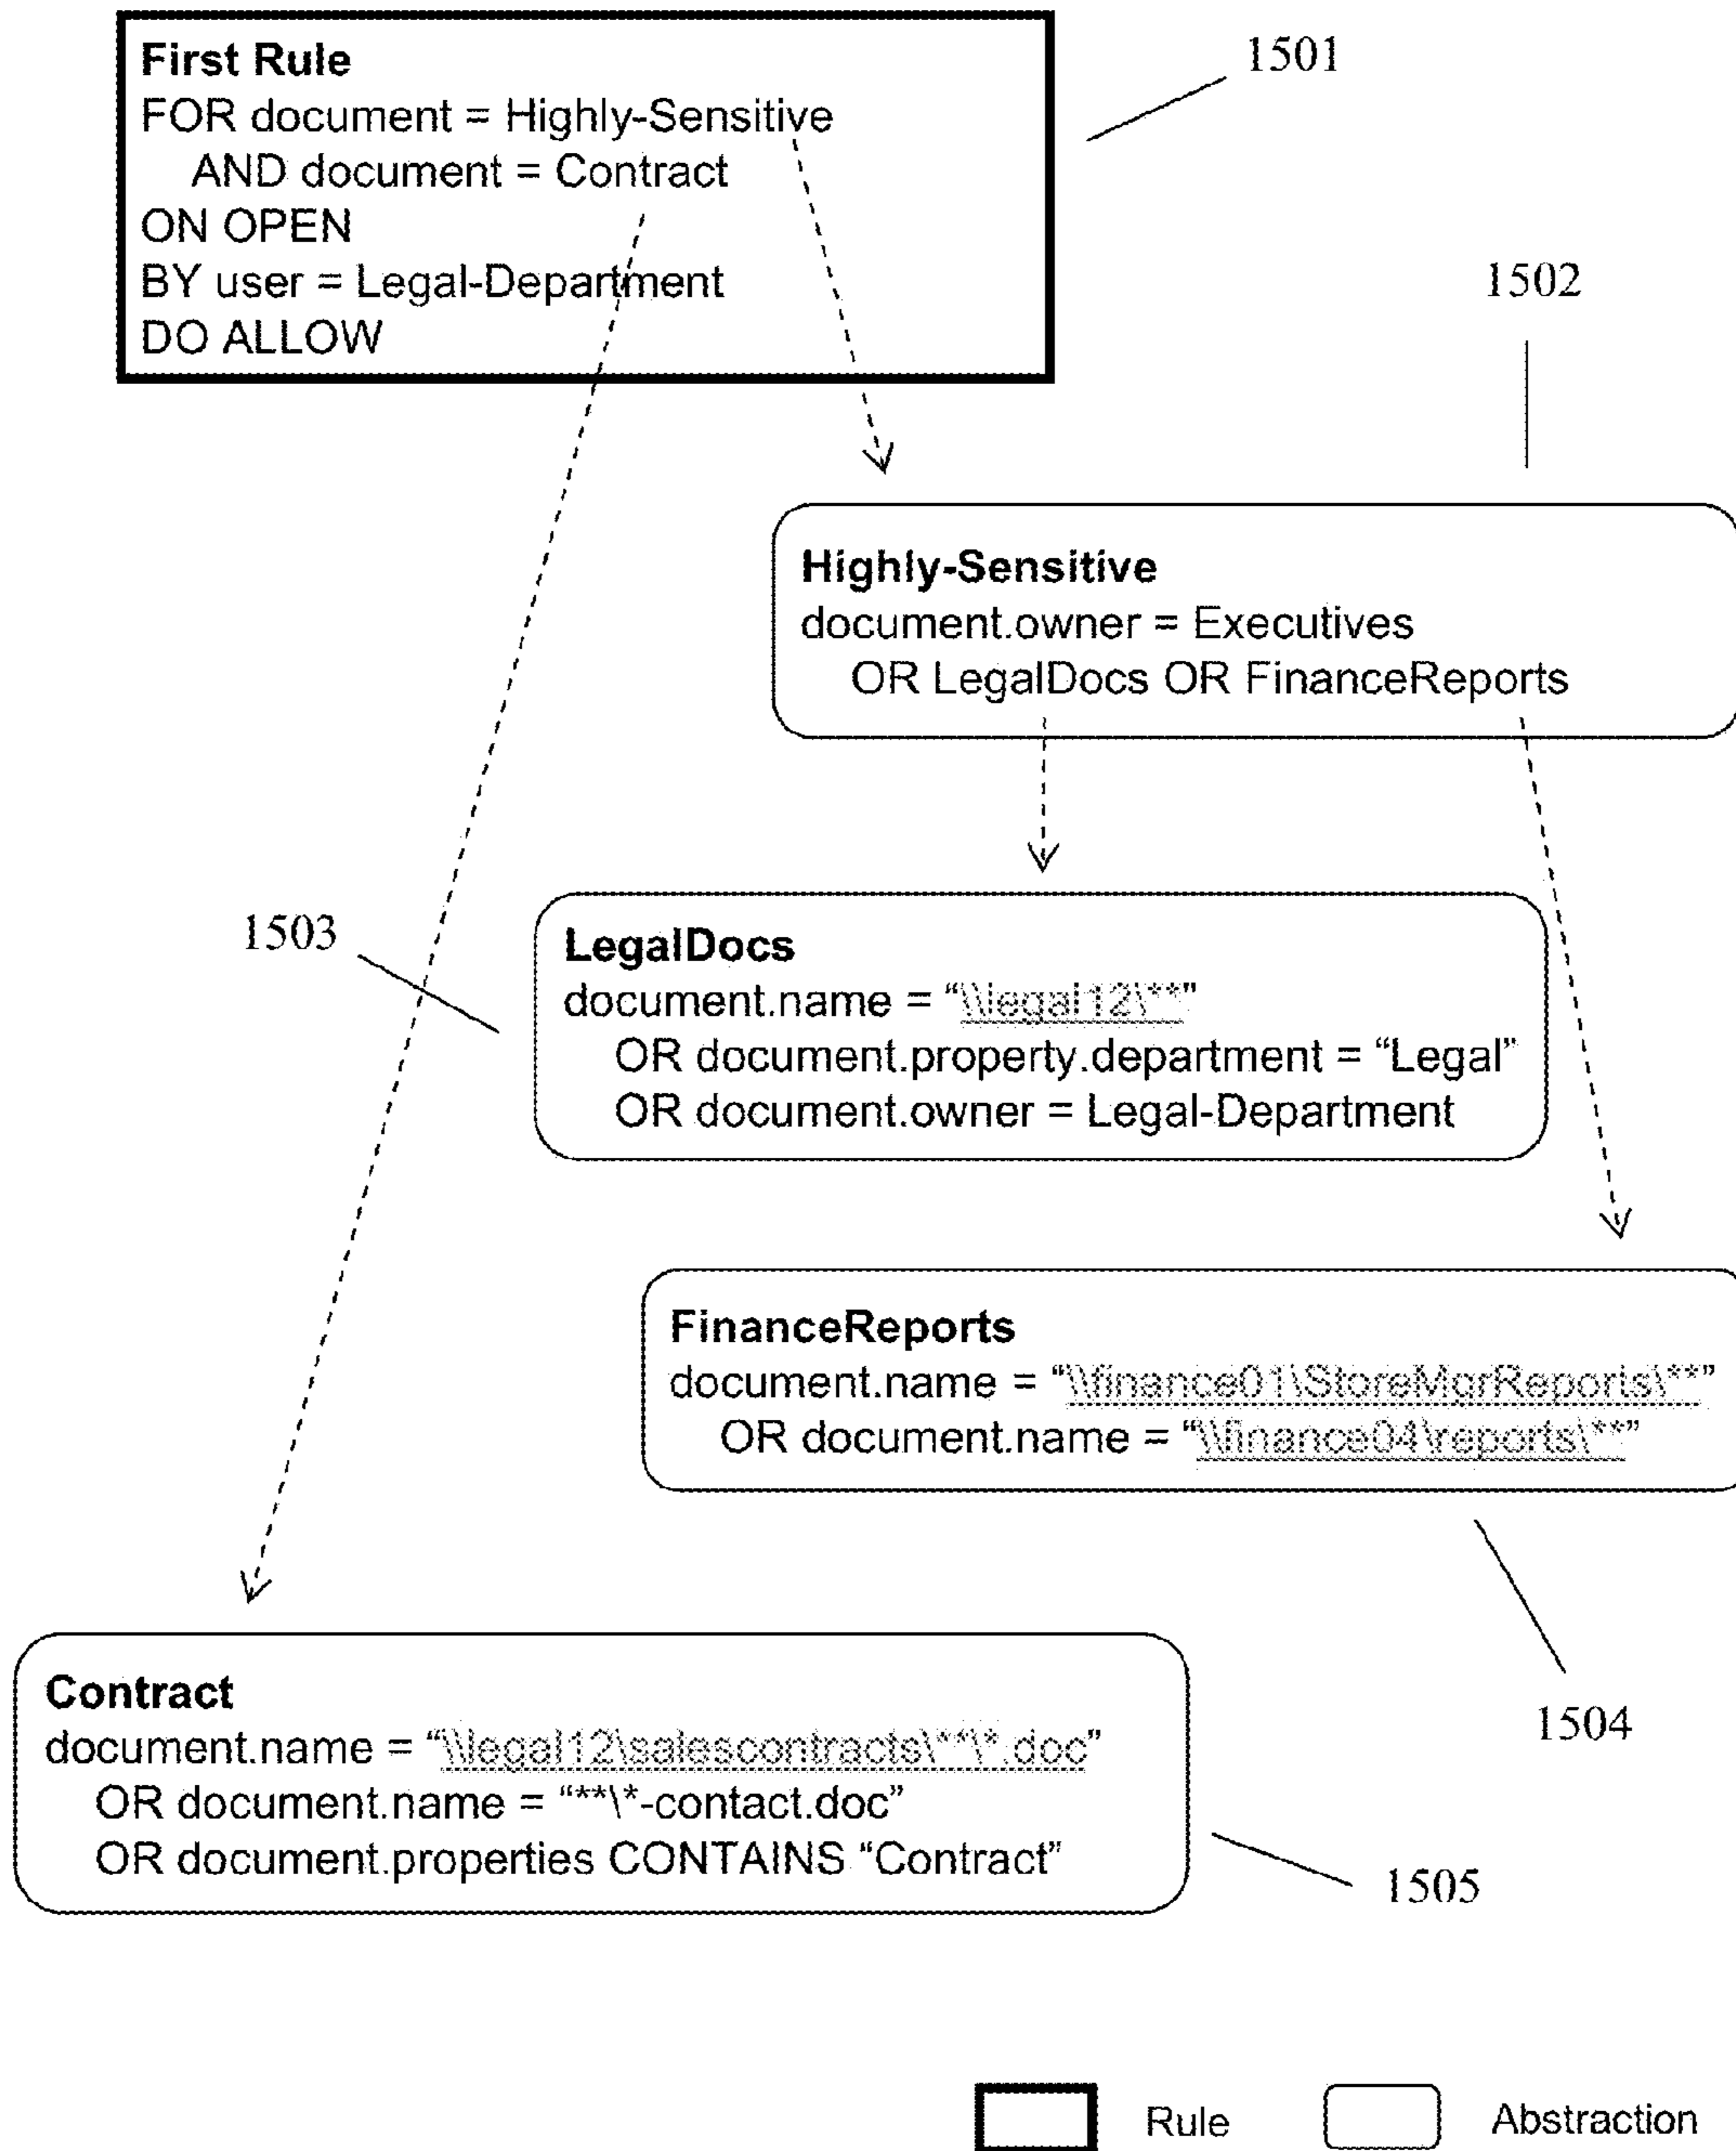 First Rule
FOR document = Highly-Sensitive
AND document = Contract
ON OPEN
BY user = Legal-Department
DO ALLOW
1501
1502
Highly-Sensitive
document.owner = Executives
OR LegalDocs OR FinanceReports
1503
LegalDocs
document.name = “\\legal12\**”
OR document.property.department = “Legal”
OR document.owner = Legal-Department
FinanceReports
document.name = “\\finance01\StoreMgrReports\**”
OR document.name = “\\finance04\reports\**”
1504
Contract
document.name = “\\legal12\salescontracts\**\*.doc”
OR document.name = “**\*-contact.doc”
OR document.properties CONTAINS “Contract”
1505
Rule
Abstraction